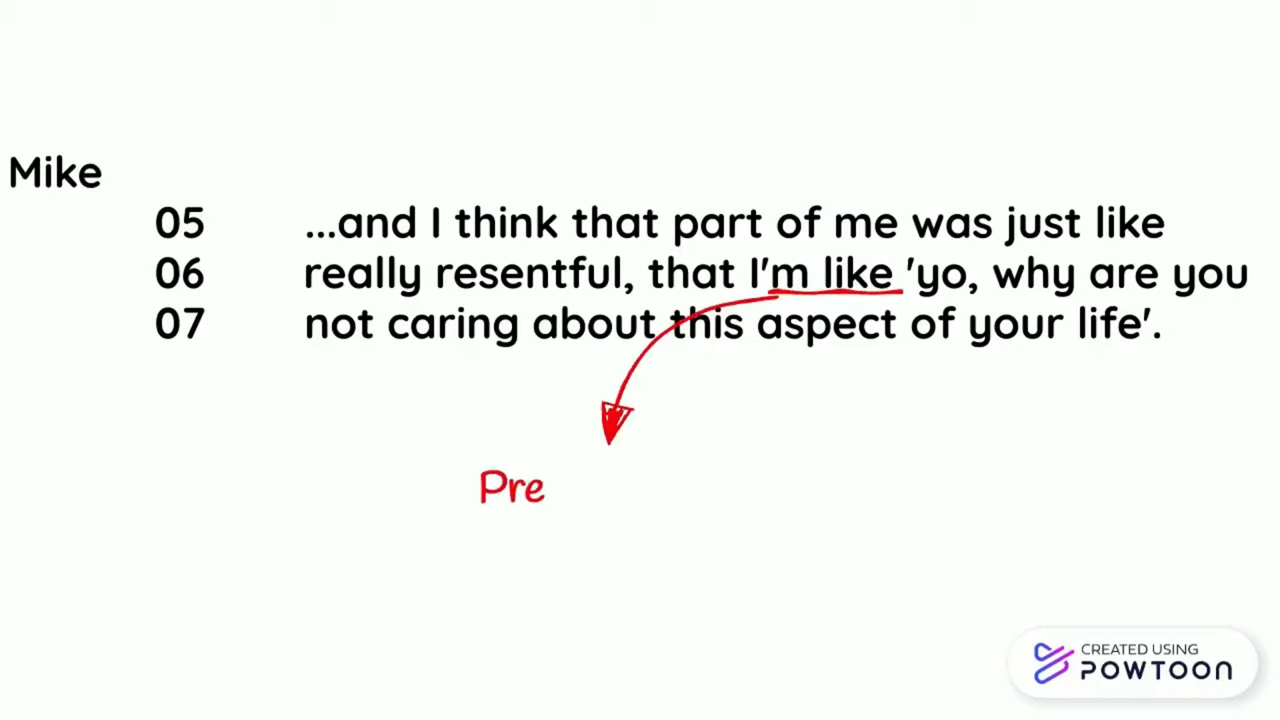 Mike
05 ...and I think that part of me was just like
06 really resentful, that I'm like 'yo, why are you
07 not caring about this aspect of your life'.
Pre
CREATED USING
POWTOON